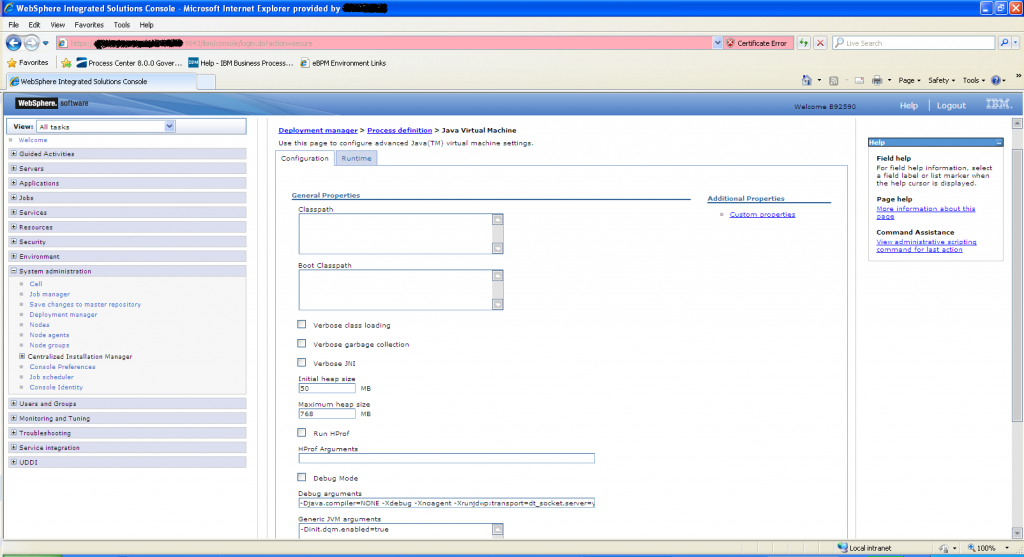 WebSphere Integrated Solutions Console - Microsoft Internet Explorer provided by
File Edit View Favorites Tools Help
Certificate Error
Live Search
Favorites Process Center 8.0.0 Gover... IBM Help - IBM Business Process... eBPM Environment Links
WebSphere Integrated Solutions Console
Page Safety Tools
WebSphere. software Welcome B92590 Help Logout IBM.
View: All tasks
Welcome
Guided Activities
Servers
Applications
Jobs
Services
Resources
Security
Environment
System administration
Cell
Job manager
Save changes to master repository
Deployment manager
Nodes
Node agents
Node groups
Centralized Installation Manager
Console Preferences
Job scheduler
Console Identity
Users and Groups
Monitoring and Tuning
Troubleshooting
Service integration
UDDI
Deployment manager > Process definition > Java Virtual Machine
Use this page to configure advanced Java(TM) virtual machine settings.
Configuration Runtime
General Properties
Classpath
Boot Classpath
Verbose class loading
Verbose garbage collection
Verbose JNI
Initial heap size
50 MB
Maximum heap size
768 MB
Run HProf
HProf Arguments
Debug Mode
Debug arguments
-Djava.compiler=NONE -Xdebug -Xnoagent -Xrunjdwp:transport=dt_socket,server=y
Generic JVM arguments
-Dinit.dqm.enabled=true
Additional Properties
Custom properties
Help
Field help
For field help information, select
a field label or list marker when
the help cursor is displayed.
Page help
More information about this
page
Command Assistance
View administrative scripting
command for last action
Local intranet 100%